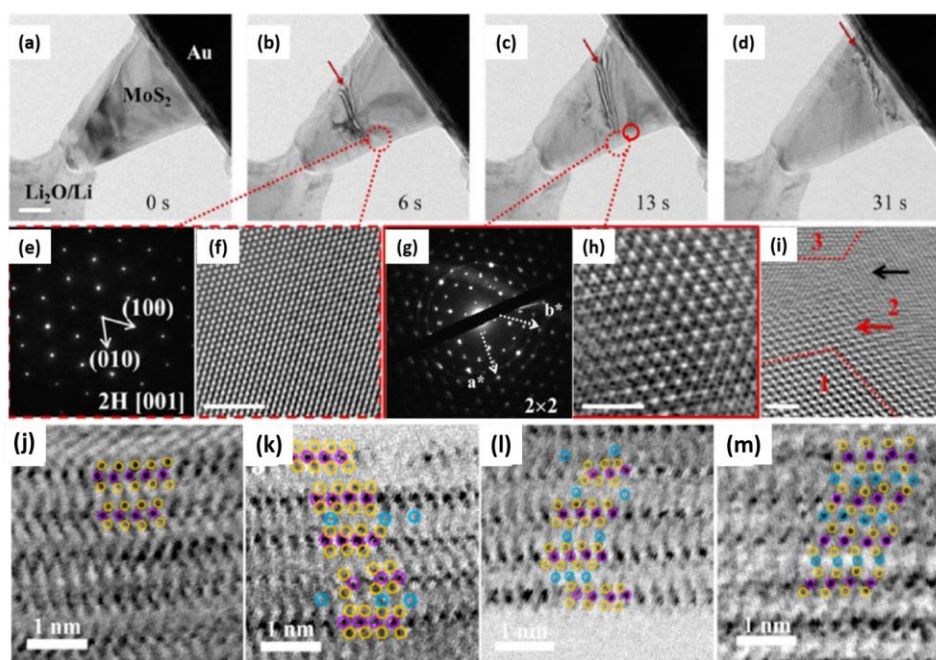 (a)
Au
MoS₂
Li₂O/Li
0 s
(b)
6 s
(c)
13 s
(d)
31 s
(e)
(100)
(010)
2H [001]
(f)
(g)
b*
a*
2×2
(h)
(i)
3
2
1
(j)
1 nm
(k)
1 nm
(l)
1 nm
(m)
1 nm